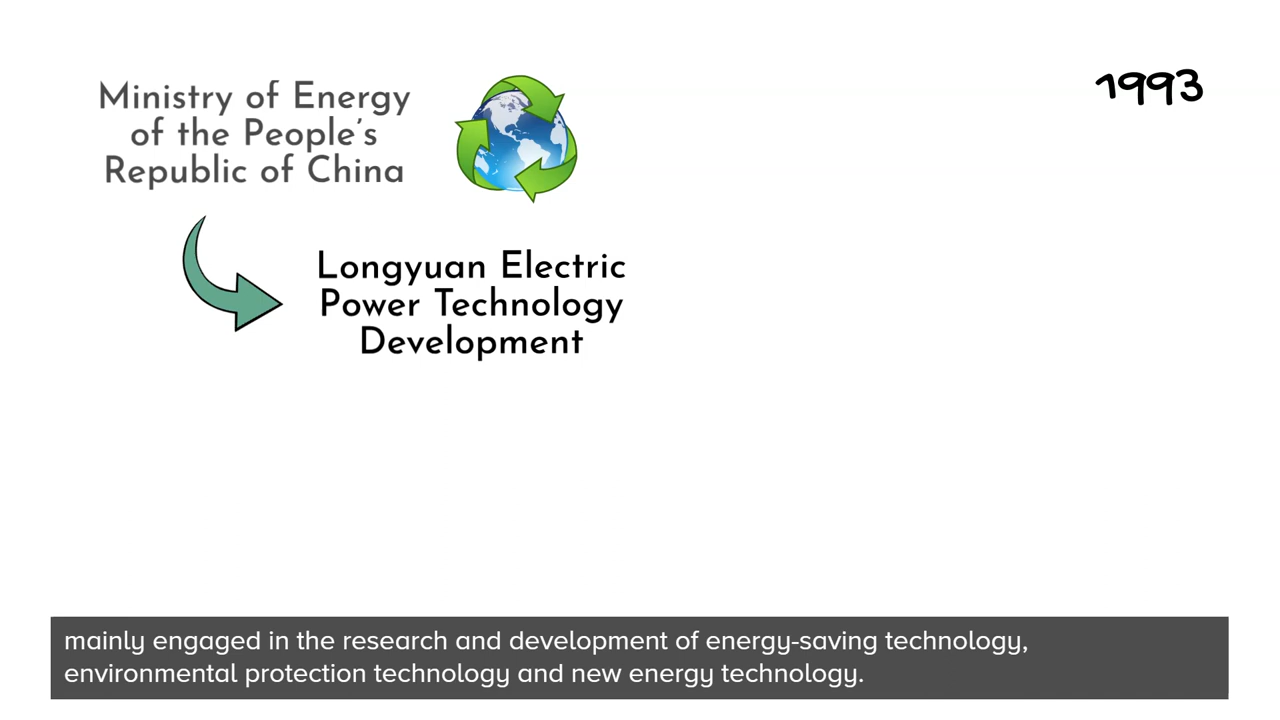 Ministry of Energy
of the People's
Republic of China
1993
Longyuan Electric
Power Technology
Development
mainly engaged in the research and development of energy-saving technology,
environmental protection technology and new energy technology.